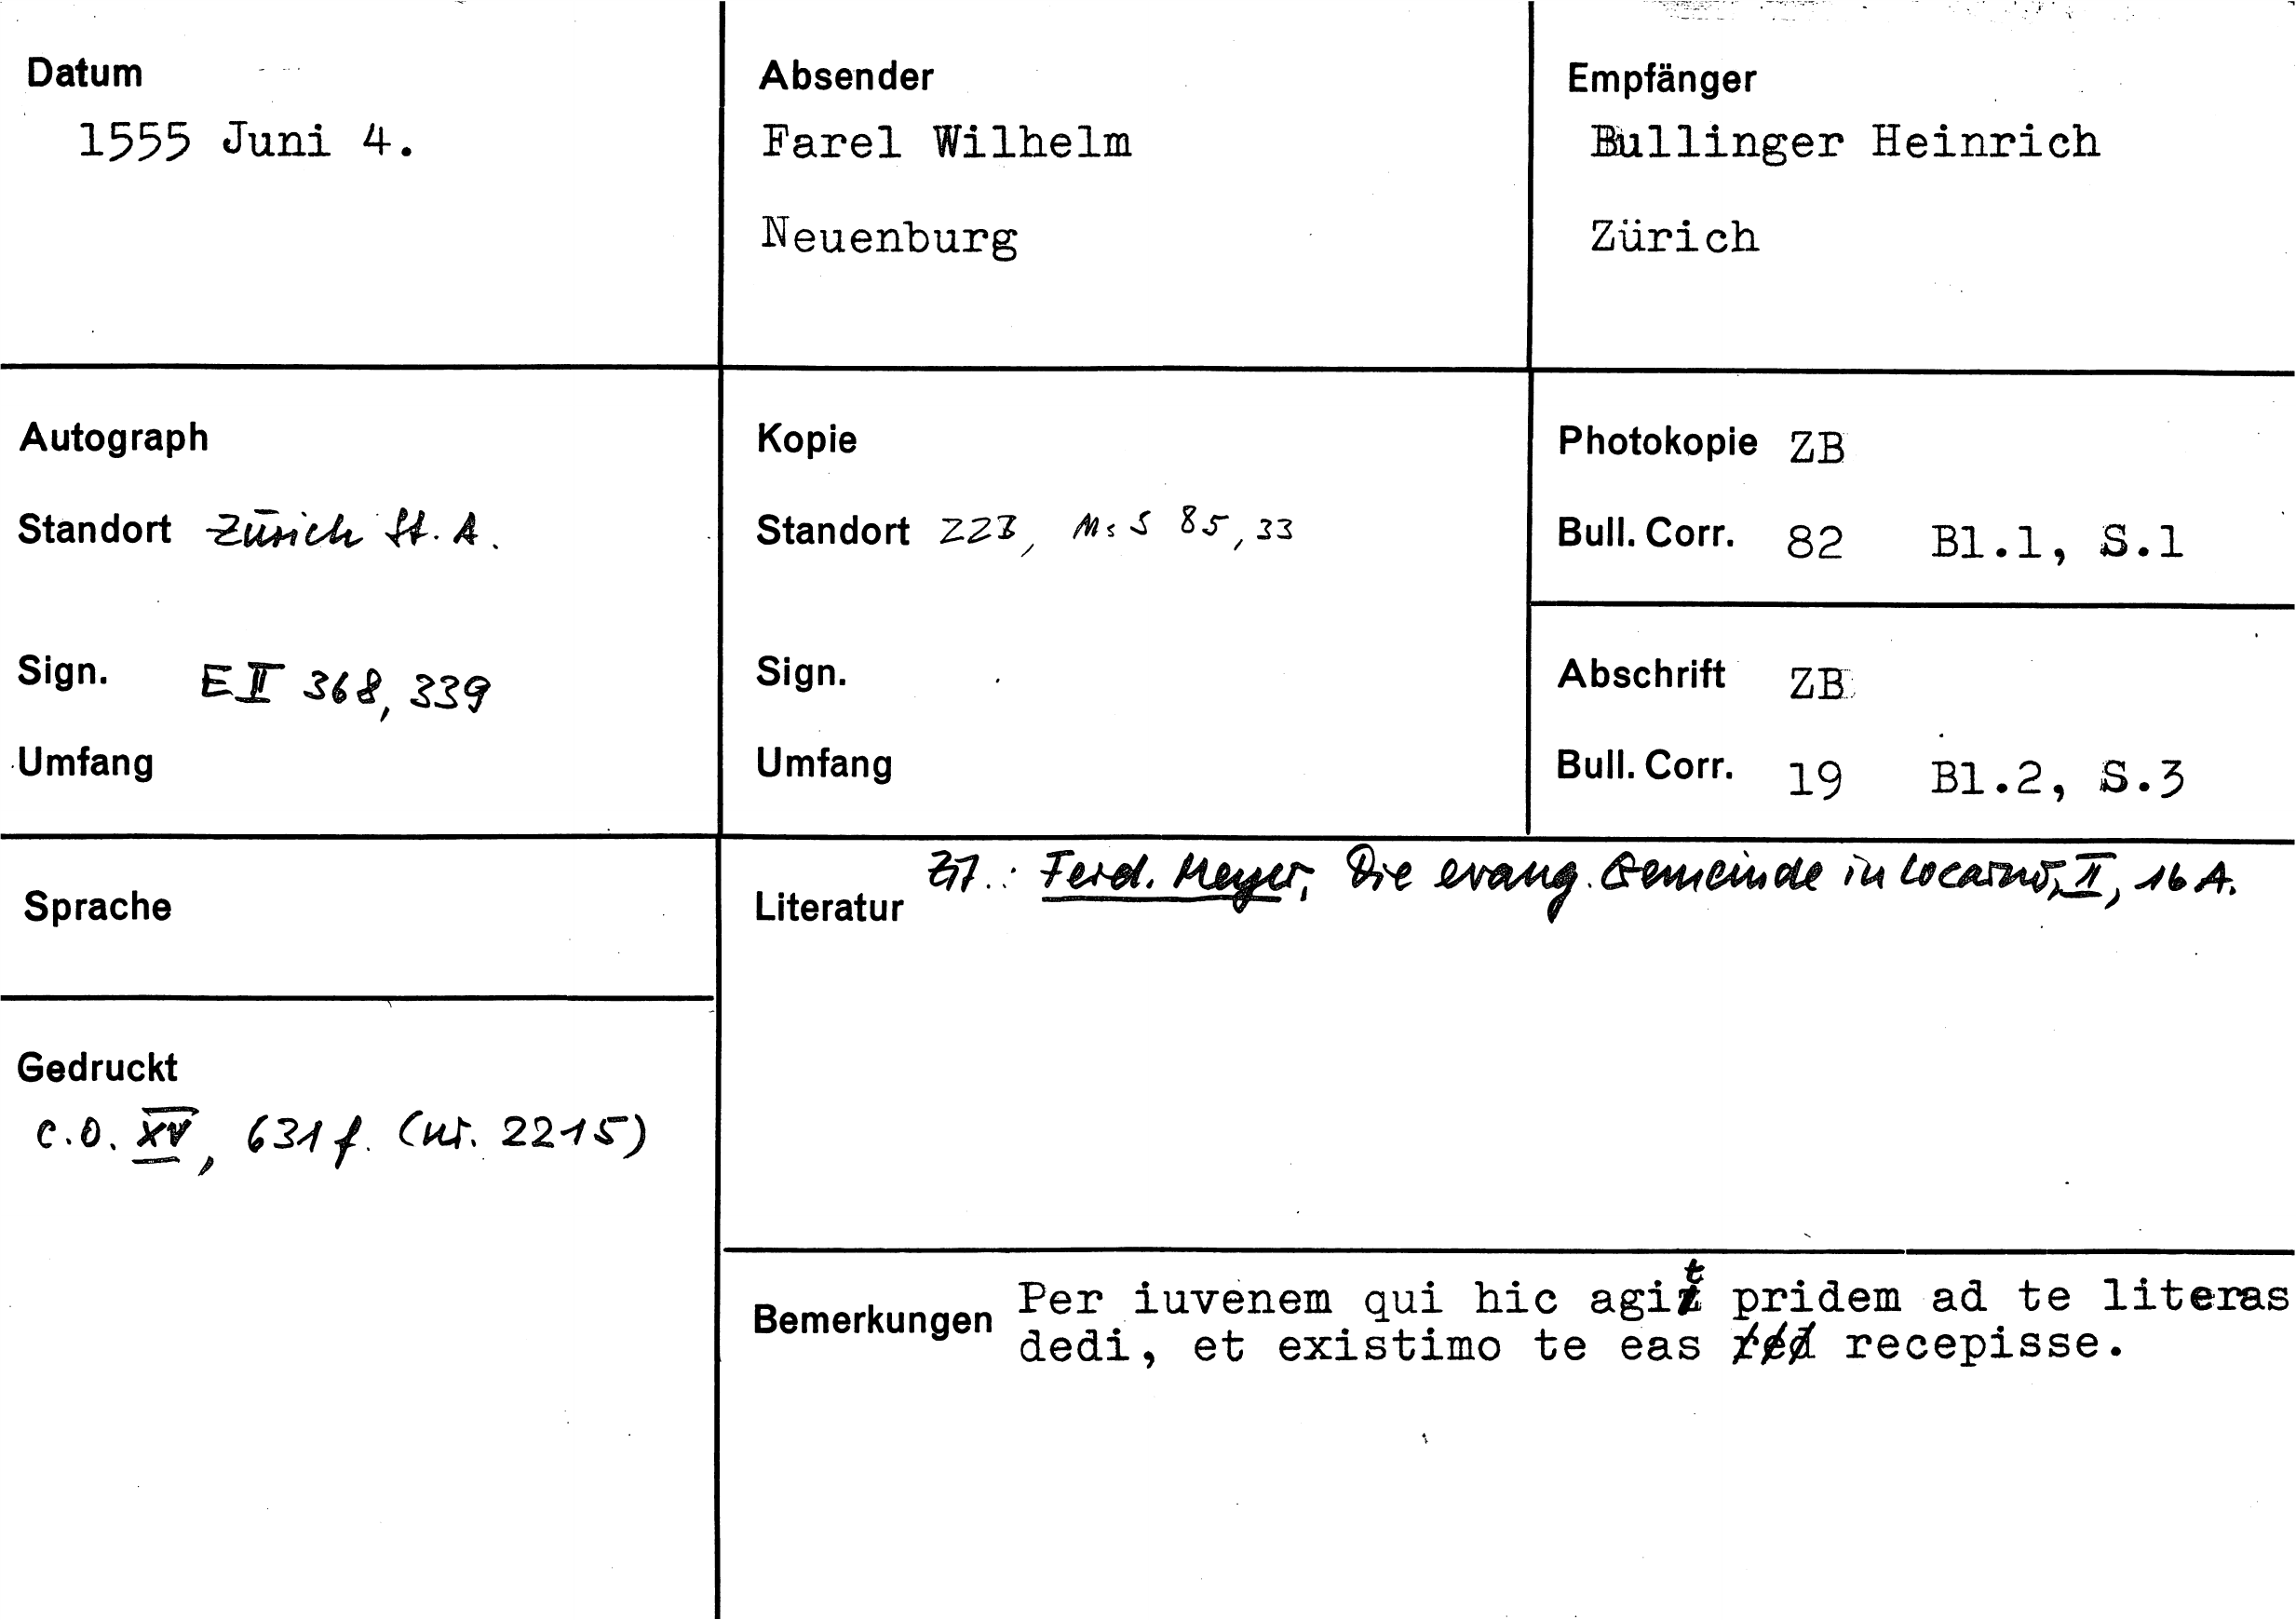 Datum
1555 Juni 4.
Absender
Farel Wilhelm
Neuenburg
Empfänger
Bullinger Heinrich
Zürich
Autograph
Standort Zürich St. A.
Sign. E II 368, 339
Umfang
Kopie
Standort ZZB, Ms S 85, 33
Sign.
Umfang
Photokopie ZB
Bull. Corr. 82 Bl.1, S.1
Abschrift ZB
Bull. Corr. 19 Bl.2, S.3
Sprache
Gedruckt
C.O. XV, 631 f. (Nr. 2215)
Literatur Zit.: Ferd. Meyer, Die evang. Gemeinde in Locarno, II, 16 A.
Bemerkungen Per iuvenem qui hic agit pridem ad te literas
dedi, et existimo te eas red recepisse.